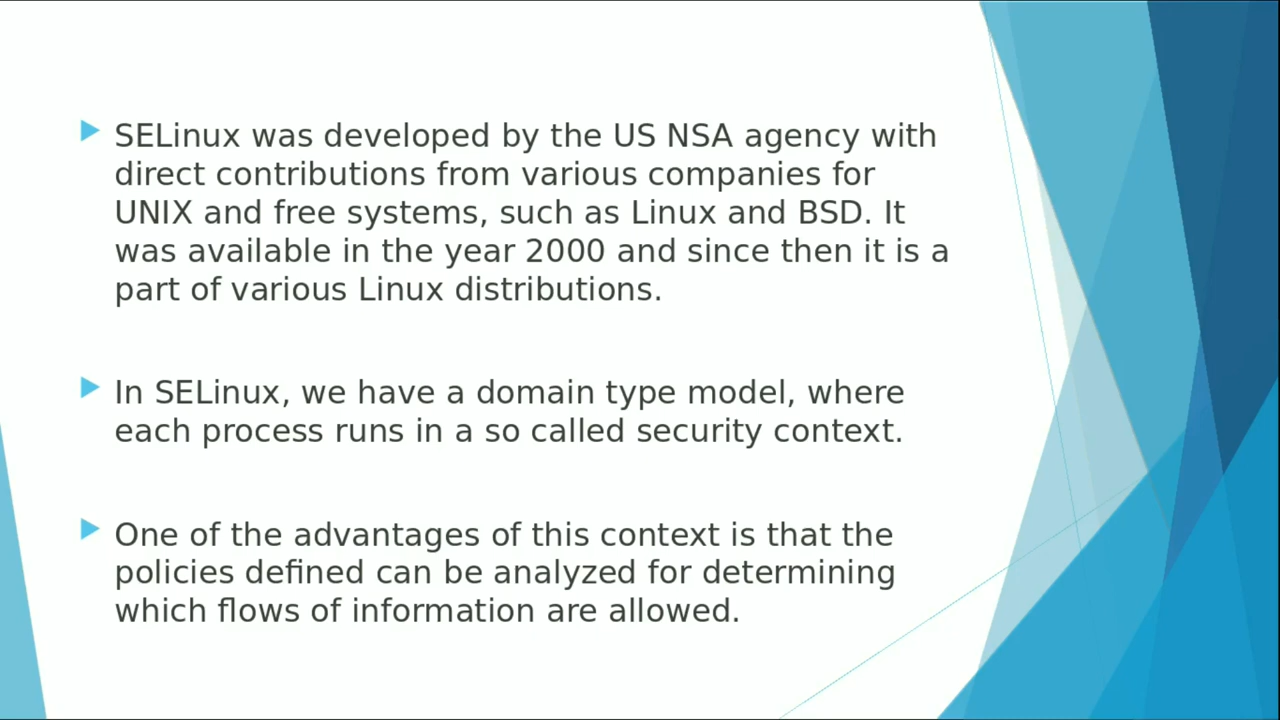 SELinux was developed by the US NSA agency with
direct contributions from various companies for
UNIX and free systems, such as Linux and BSD. It
was available in the year 2000 and since then it is a
part of various Linux distributions.
In SELinux, we have a domain type model, where
each process runs in a so called security context.
One of the advantages of this context is that the
policies defined can be analyzed for determining
which flows of information are allowed.